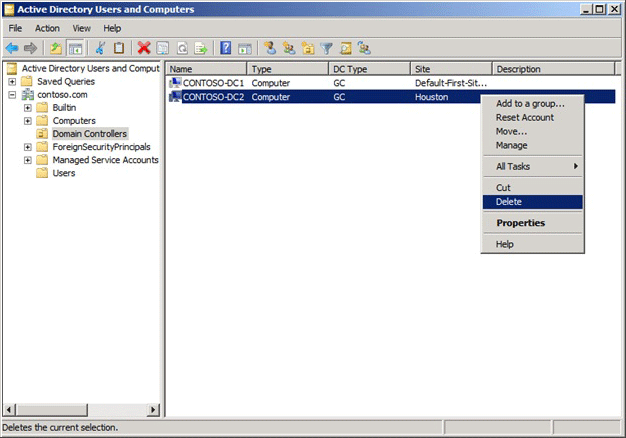 Active Directory Users and Computers
File Action View Help
Active Directory Users and Comput
Saved Queries
contoso.com
Builtin
Computers
Domain Controllers
ForeignSecurityPrincipals
Managed Service Accounts
Users
Name Type DC Type Site Description
CONTOSO-DC1 Computer GC Default-First-Sit...
CONTOSO-DC2 Computer GC Houston
Add to a group...
Reset Account
Move...
Manage
All Tasks
Cut
Delete
Properties
Help
Deletes the current selection.